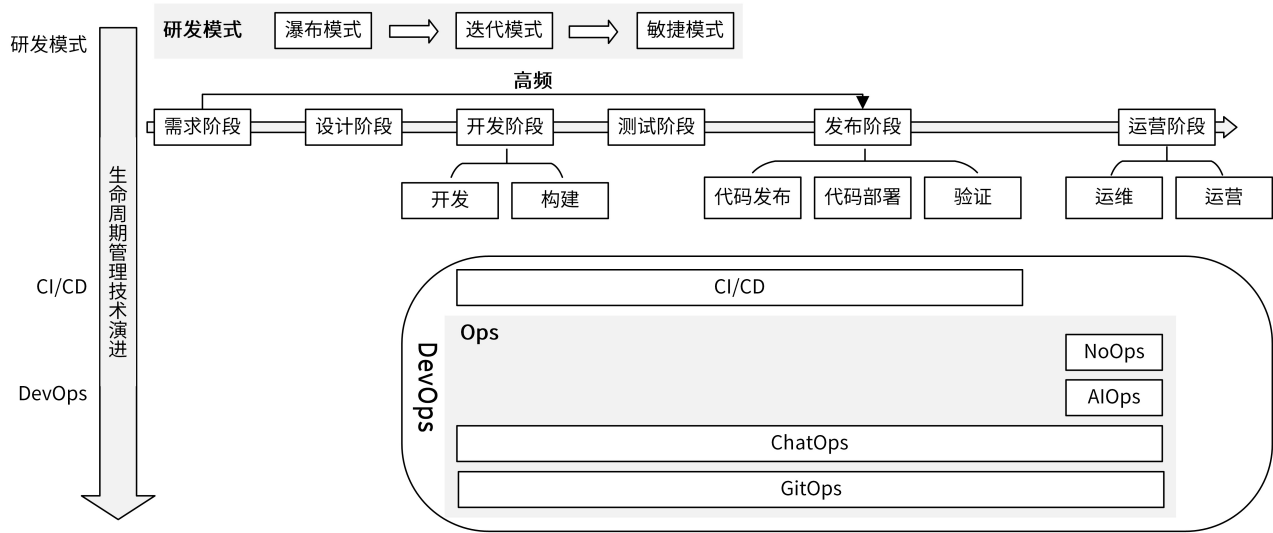 研发模式
研发模式 瀑布模式 迭代模式 敏捷模式
高频
需求阶段 设计阶段 开发阶段 测试阶段 发布阶段 运营阶段
开发 构建 代码发布 代码部署 验证 运维 运营
生命周期管理技术演进
CI/CD
CI/CD
DevOps
DevOps
Ops
NoOps
AIOps
ChatOps
GitOps